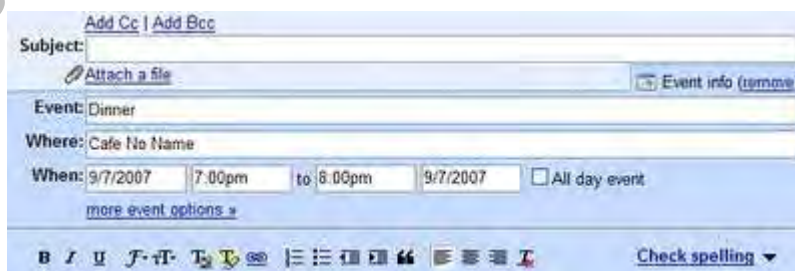 Add Cc | Add Bcc
Subject:
Attach a file
Event info (remove
Event: Dinner
Where: Cafe No Name
When: 9/7/2007 7:00pm to 8:00pm 9/7/2007 All day event
more event options »
B I U Check spelling